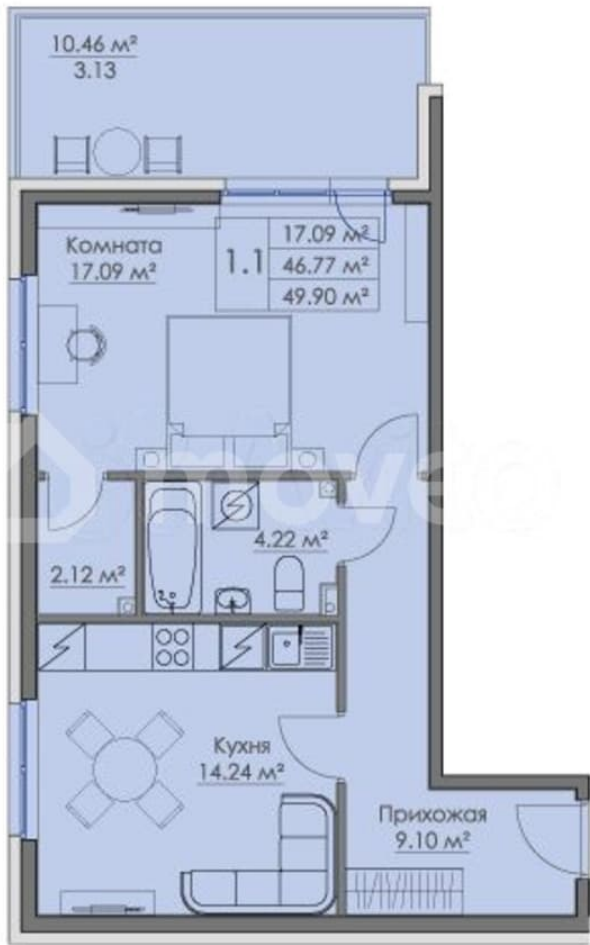 10.46 м²
3.13
Комната
17.09 м²
1.1
17.09 м²
46.77 м²
49.90 м²
move
4.22 м²
2.12 м²
Кухня
14.24 м²
Прихожая
9.10 м²